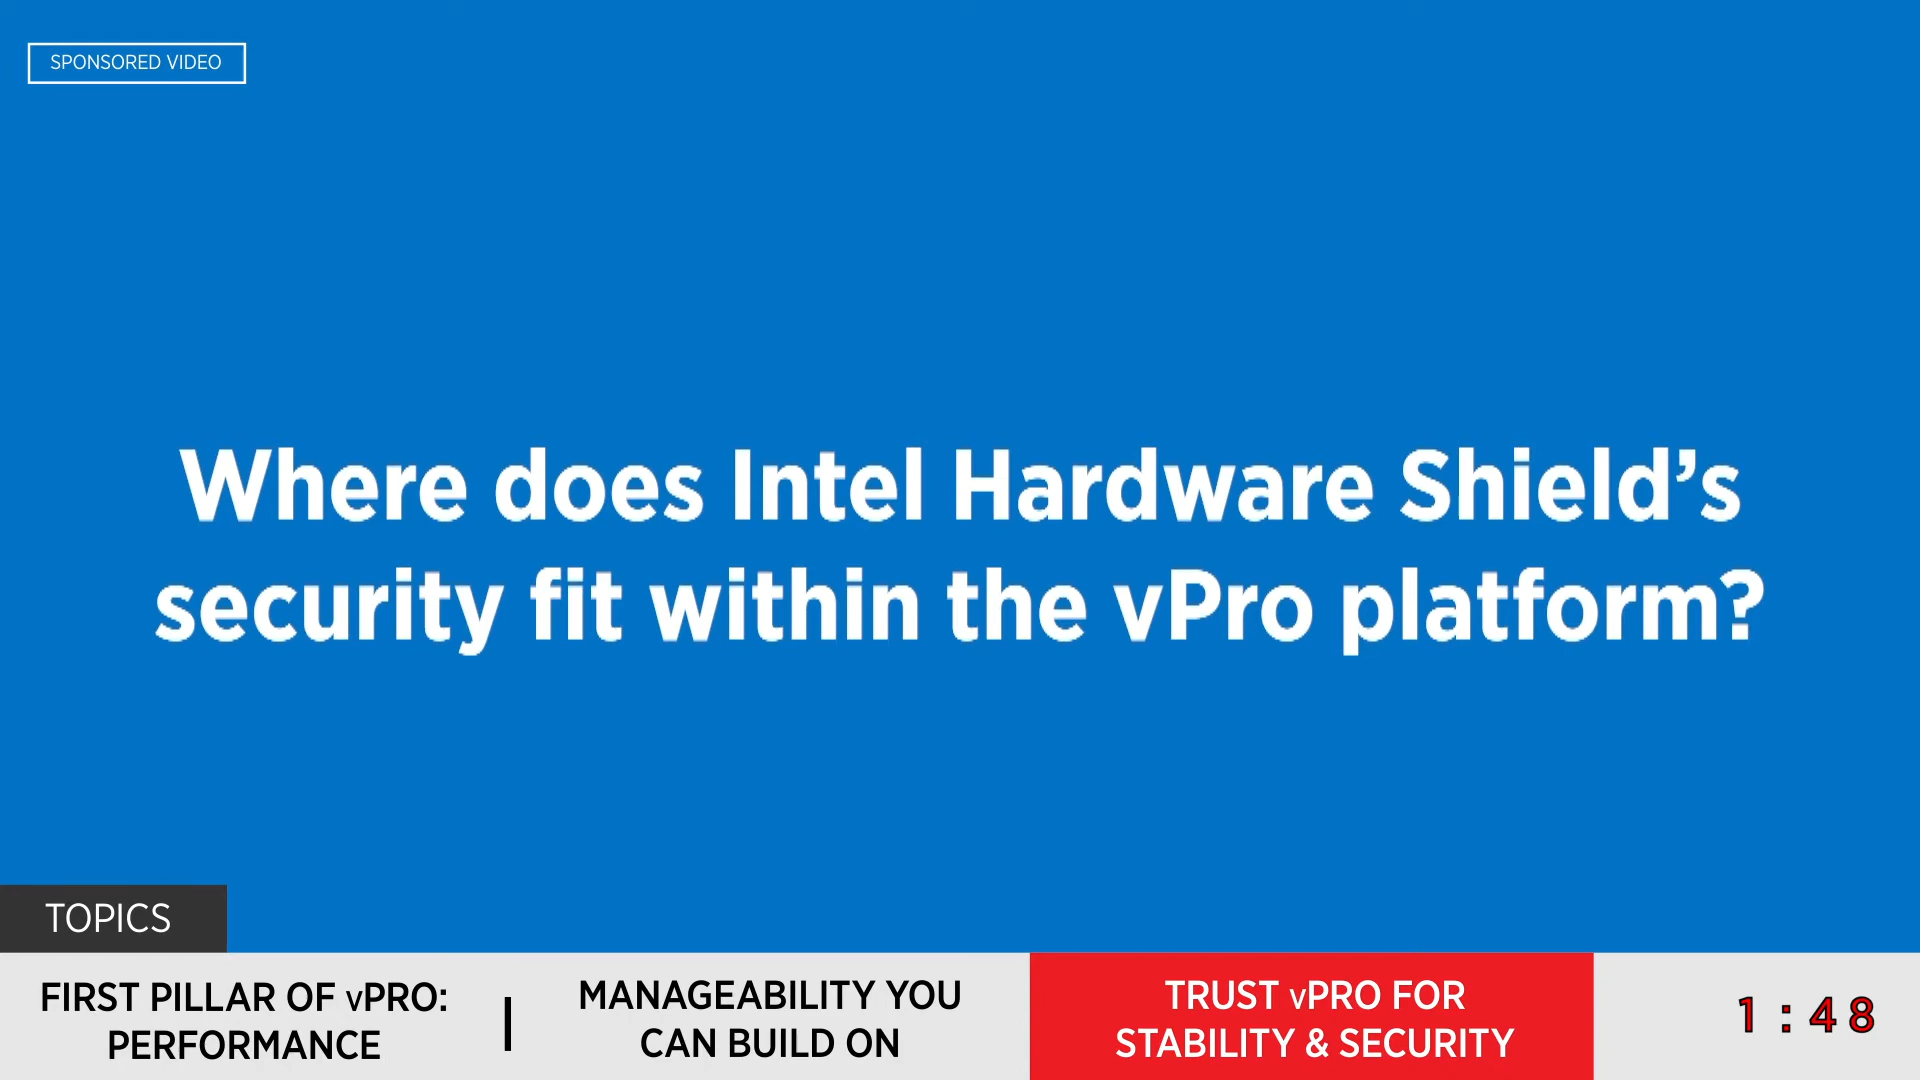 SPONSORED VIDEO
Where does Intel Hardware Shield’s
security fit within the vPro platform?
TOPICS
FIRST PILLAR OF vPRO:
PERFORMANCE
MANAGEABILITY YOU
CAN BUILD ON
TRUST vPRO FOR
STABILITY & SECURITY
1 : 48